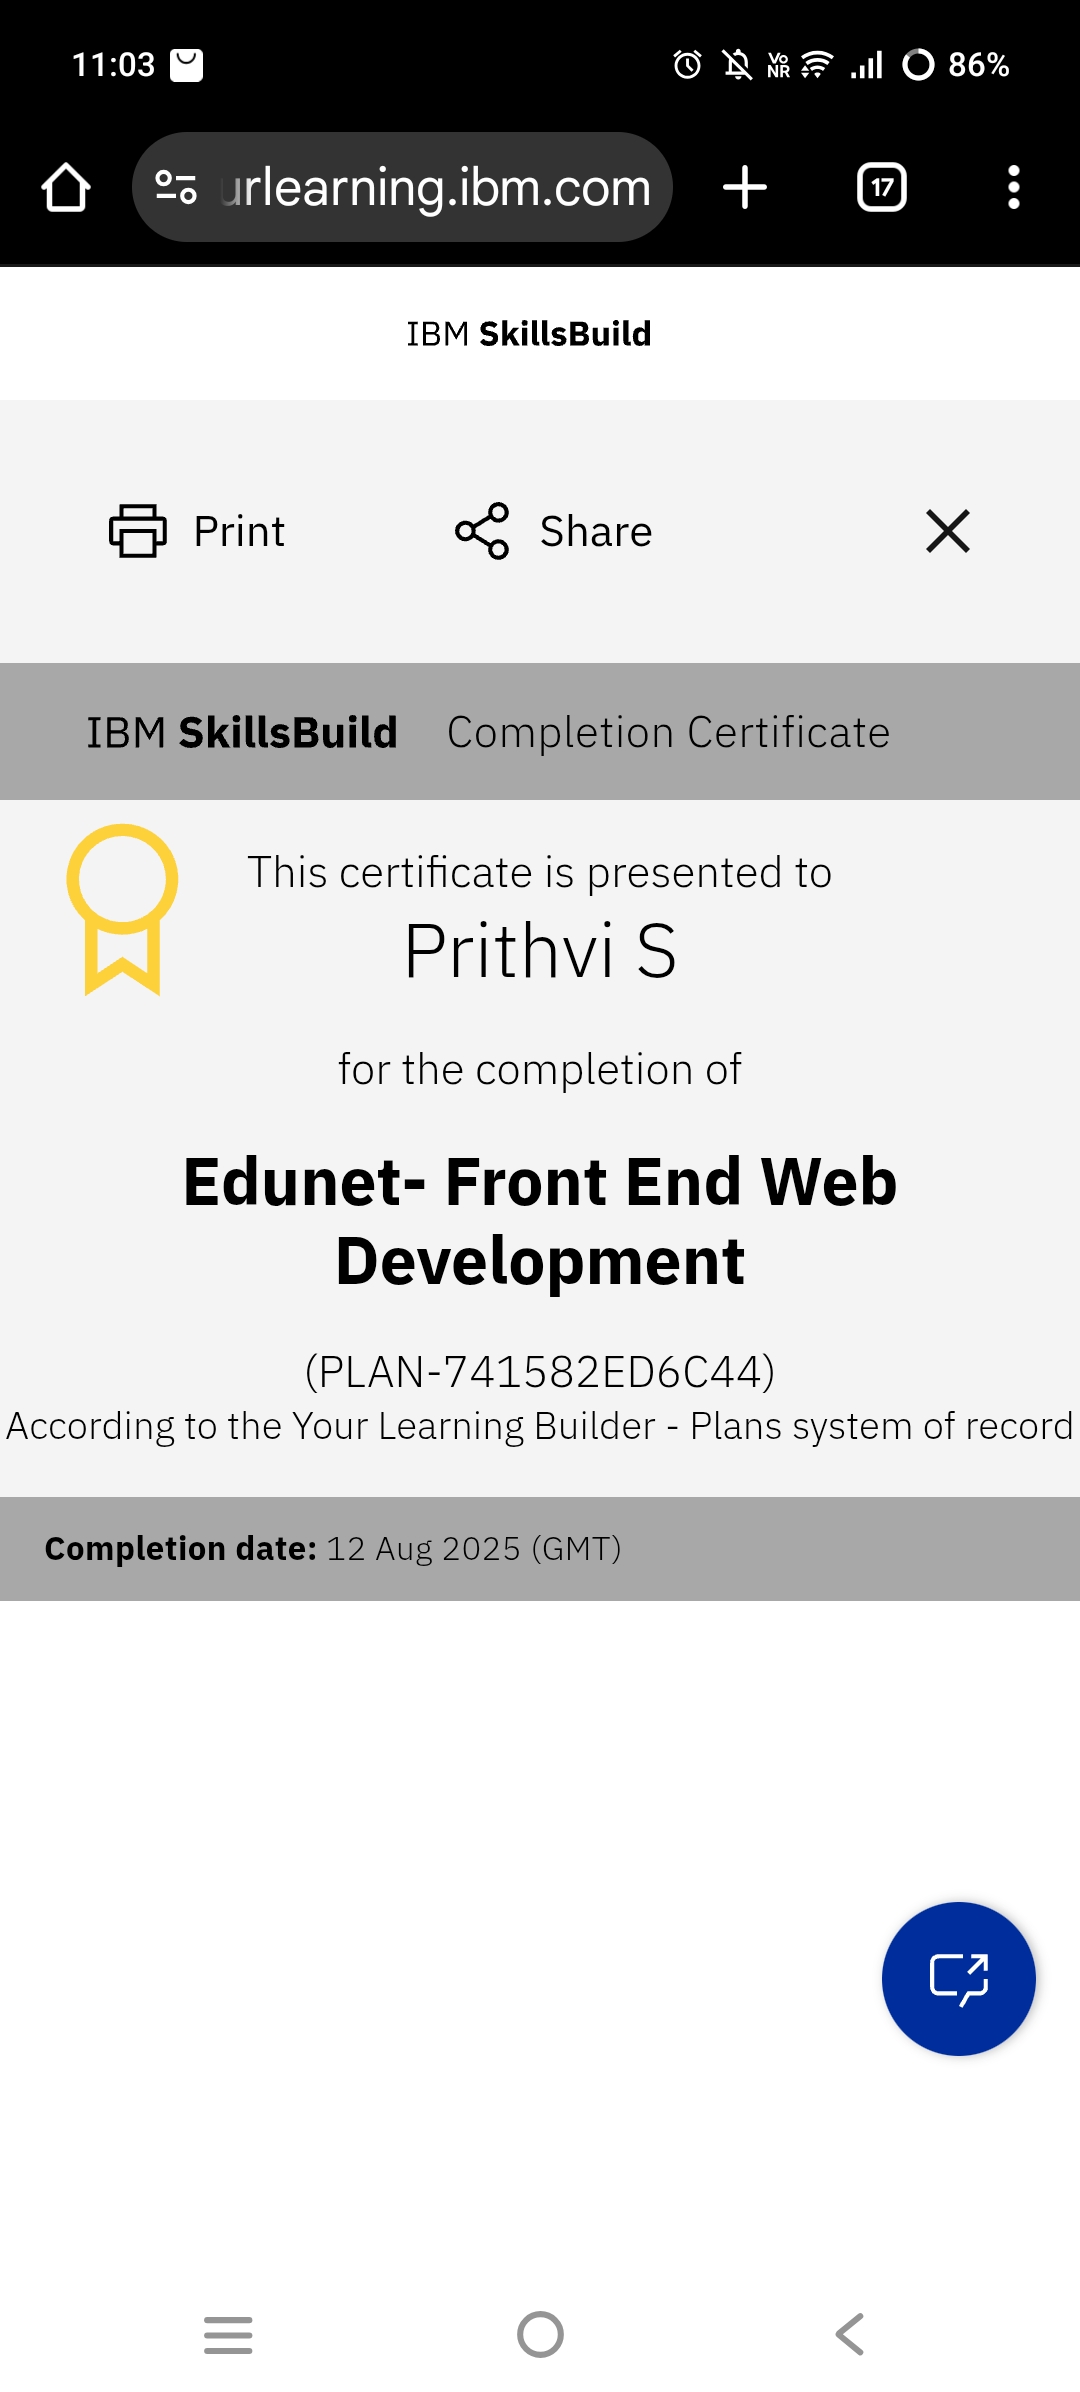 11:03 Vo NR 86%
urlearning.ibm.com 17
IBM SkillsBuild
Print Share
IBM SkillsBuild Completion Certificate
This certificate is presented to
Prithvi S
for the completion of
Edunet- Front End Web
Development
(PLAN-741582ED6C44)
According to the Your Learning Builder - Plans system of record
Completion date: 12 Aug 2025 (GMT)